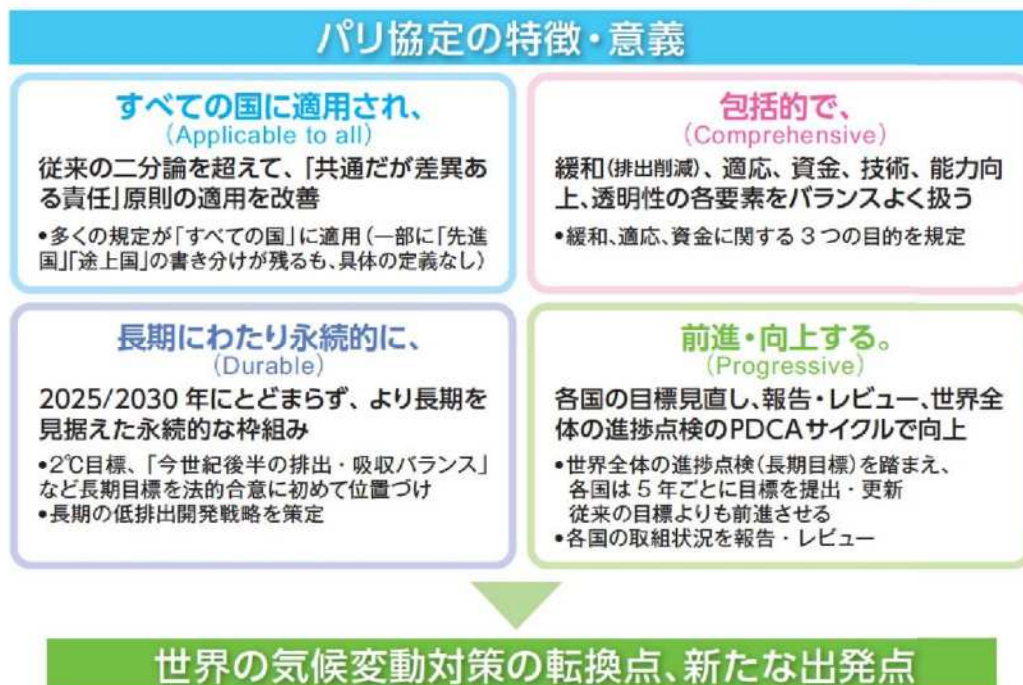 パリ協定の特徴・意義
すべての国に適用され、
(Applicable to all)
従来の二分論を超えて、「共通だが差異あ
る責任」原則の適用を改善
•多くの規定が「すべての国」に適用(一部に「先進
国」「途上国」の書き分けが残るも、具体の定義なし)
包括的で、
(Comprehensive)
緩和(排出削減)、適応、資金、技術、能力向
上、透明性の各要素をバランスよく扱う
•緩和、適応、資金に関する3つの目的を規定
長期にわたり永続的に、
(Durable)
2025/2030年にとどまらず、より長期を
見据えた永続的な枠組み
•2℃目標、「今世紀後半の排出・吸収バランス」
など長期目標を法的合意に初めて位置づけ
•長期の低排出開発戦略を策定
前進・向上する。
(Progressive)
各国の目標見直し、報告・レビュー、世界全
体の進捗点検のPDCAサイクルで向上
•世界全体の進捗点検(長期目標)を踏まえ、
各国は5年ごとに目標を提出・更新
従来の目標よりも前進させる
•各国の取組状況を報告・レビュー
世界の気候変動対策の転換点、新たな出発点